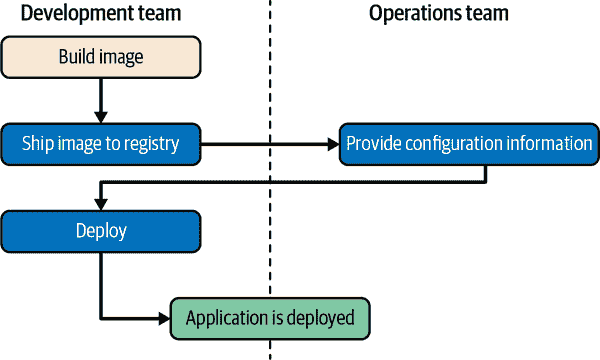 Development team
Operations team
Build image
Ship image to registry
Provide configuration information
Deploy
Application is deployed